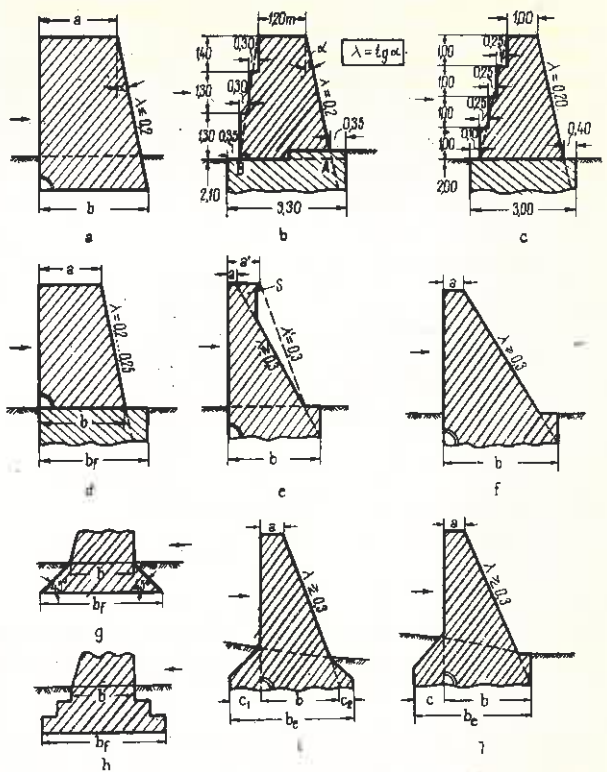 a
λ≤0,2
b
a
1,20m
0,30
α
λ = tg α
1,40
1,30
0,30
λ=0,2
1,30
0,35
0,35
A
2,10
3,30
b
1,00
0,25
1,00
0,25
1,00
0,25
1,00
λ=0,20
1,00
0,40
2,00
3,00
c
a
λ=0,2...0,25
b
bf
d
a'
a
S
λ'=0,3
λ≥0,3
b
e
a
λ≥0,3
b
f
b
bf
g
b
bf
h
a
λ≥0,3
c1
b
c2
be
i
a
λ≥0,3
c
b
be